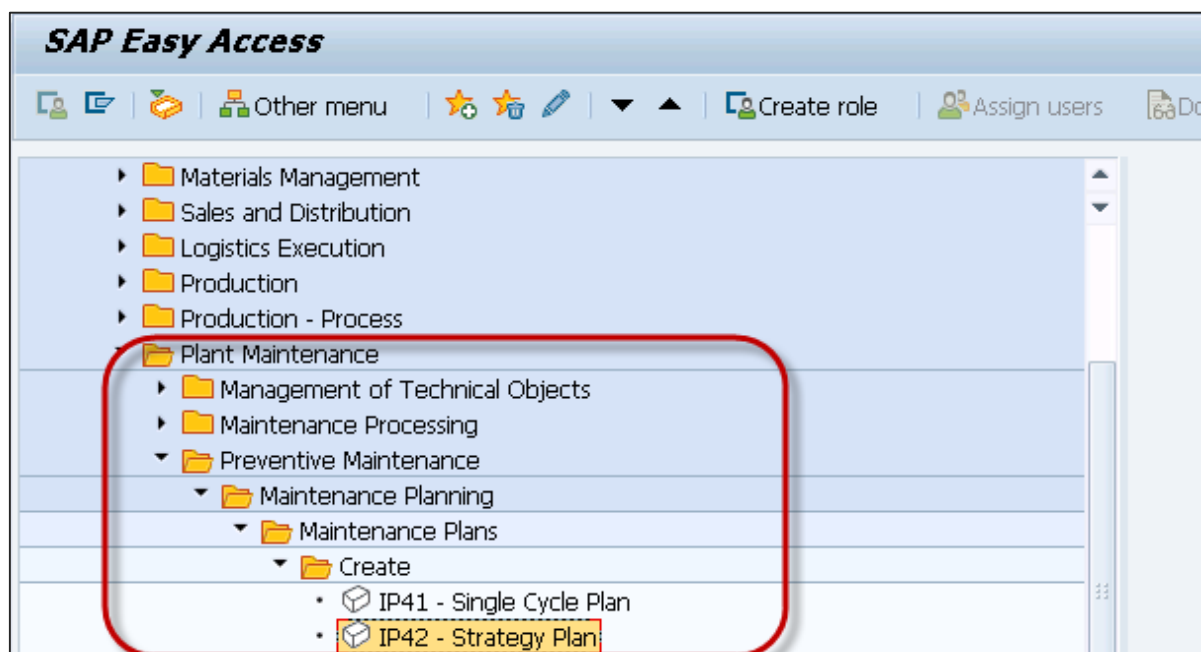 SAP Easy Access
Other menu Create role Assign users Do
Materials Management
Sales and Distribution
Logistics Execution
Production
Production - Process
Plant Maintenance
Management of Technical Objects
Maintenance Processing
Preventive Maintenance
Maintenance Planning
Maintenance Plans
Create
IP41 - Single Cycle Plan
IP42 - Strategy Plan